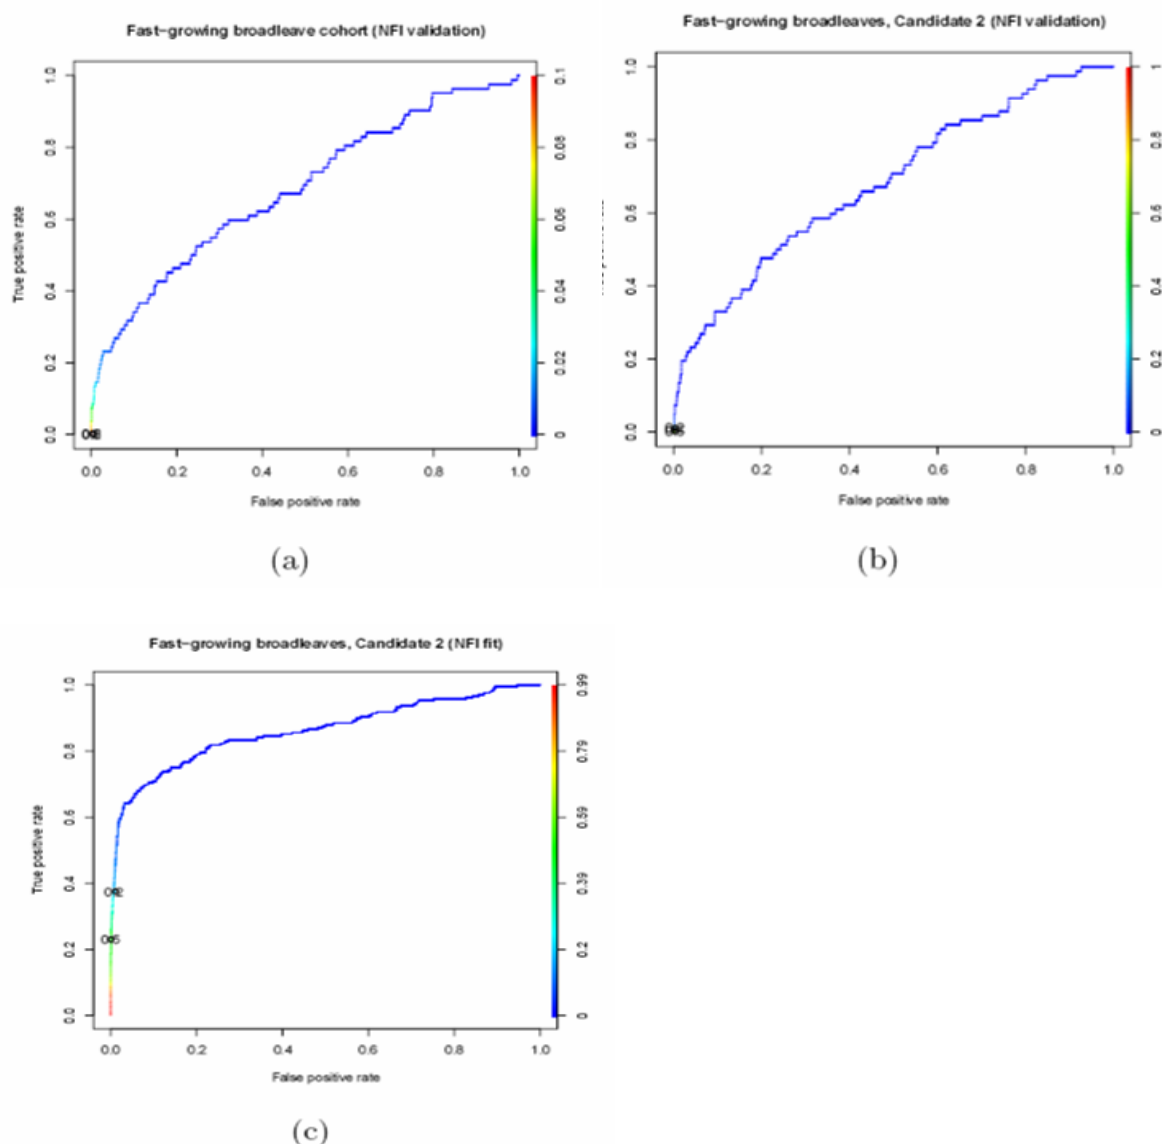 Fast-growing broadleave cohort (NFI validation)
True positive rate
0.0 0.2 0.4 0.6 0.8 1.0
0 0.02 0.04 0.06 0.08 0.1
0.0 0.2 0.4 0.6 0.8 1.0
False positive rate
(a)
Fast-growing broadleaves, Candidate 2 (NFI validation)
0.0 0.2 0.4 0.6 0.8 1.0
0 0.2 0.4 0.6 0.8 1
0.0 0.2 0.4 0.6 0.8 1.0
False positive rate
(b)
Fast-growing broadleaves, Candidate 2 (NFI fit)
True positive rate
0.0 0.2 0.4 0.6 0.8 1.0
0.2
0.5
0 0.2 0.39 0.59 0.79 0.99
0.0 0.2 0.4 0.6 0.8 1.0
False positive rate
(c)